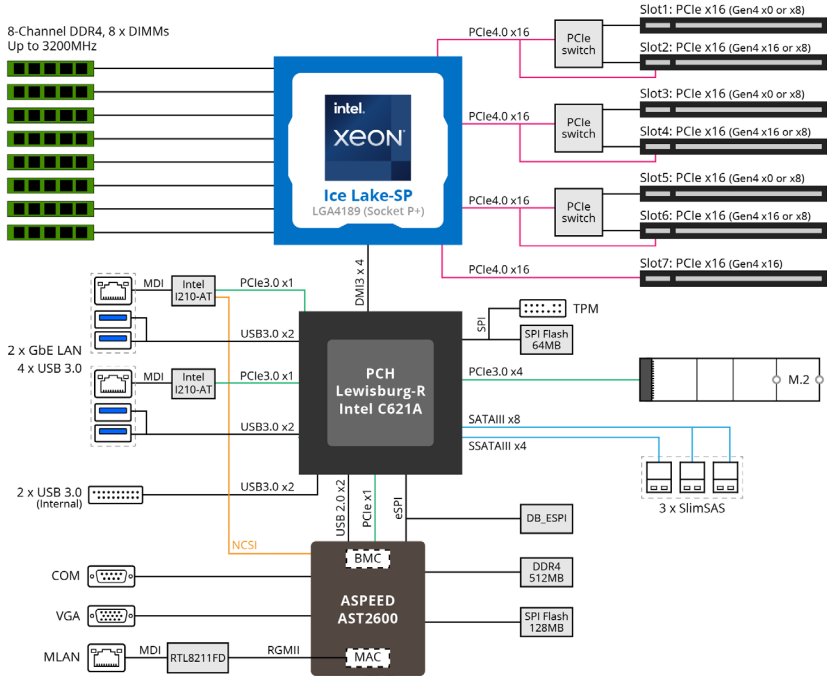 8-Channel DDR4, 8 x DIMMs
Up to 3200MHz
intel.
XEON
Ice Lake-SP
LGA4189 (Socket P+)
PCIe4.0 x16
PCIe
switch
Slot1: PCIe x16 (Gen4 x0 or x8)
Slot2: PCIe x16 (Gen4 x16 or x8)
PCIe4.0 x16
PCIe
switch
Slot3: PCIe x16 (Gen4 x0 or x8)
Slot4: PCIe x16 (Gen4 x16 or x8)
PCIe4.0 x16
PCIe
switch
Slot5: PCIe x16 (Gen4 x0 or x8)
Slot6: PCIe x16 (Gen4 x16 or x8)
PCIe4.0 x16
Slot7: PCIe x16 (Gen4 x16)
DMI3 x 4
MDI
Intel
I210-AT
PCIe3.0 x1
USB3.0 x2
2 x GbE LAN
4 x USB 3.0
MDI
Intel
I210-AT
PCIe3.0 x1
USB3.0 x2
2 x USB 3.0
(Internal)
USB3.0 x2
PCH
Lewisburg-R
Intel C621A
SPI
TPM
SPI Flash
64MB
PCIe3.0 x4
M.2
SATAIII x8
SSATAIII x4
3 x SlimSAS
USB 2.0 x2
PCIe x1
eSPI
DB_ESPI
NCSI
BMC
ASPEED
AST2600
MAC
DDR4
512MB
SPI Flash
128MB
COM
VGA
MLAN
MDI
RTL8211FD
RGMII